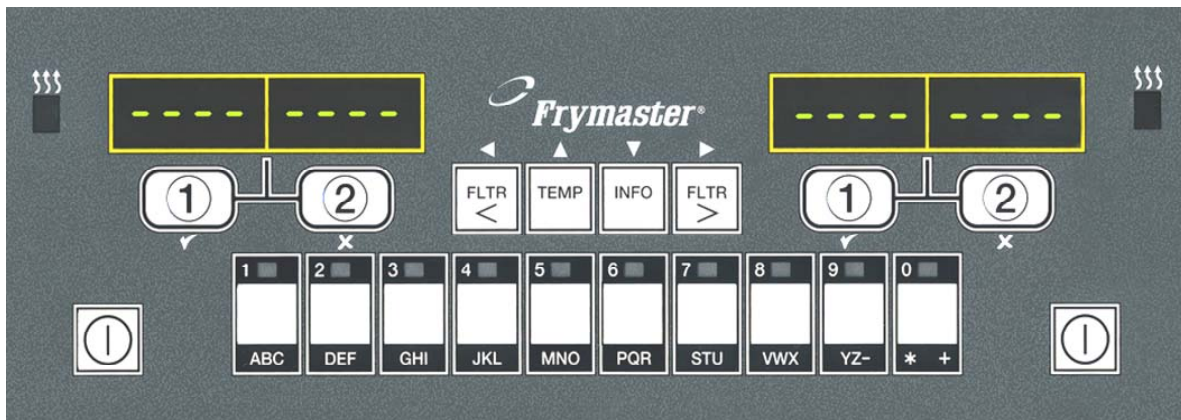 ---- ---- ---- ----
Frymaster®
1 2 1 2
FLTR < TEMP INFO FLTR >
1 2 3 4 5 6 7 8 9 0
ABC DEF GHI JKL MNO PQR STU VWX YZ- * +